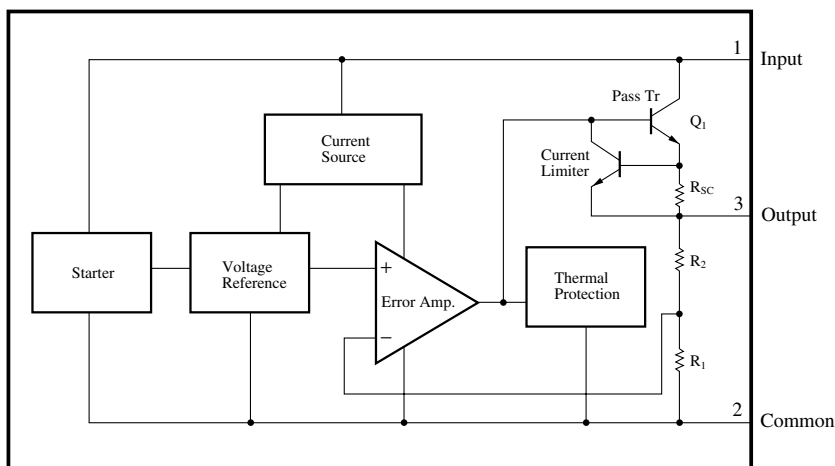 1
Input
Pass Tr
Q1
Current
Source
Current
Limiter
RSC
3
Output
Starter
Voltage
Reference
+
Error Amp.
−
Thermal
Protection
R2
R1
2
Common